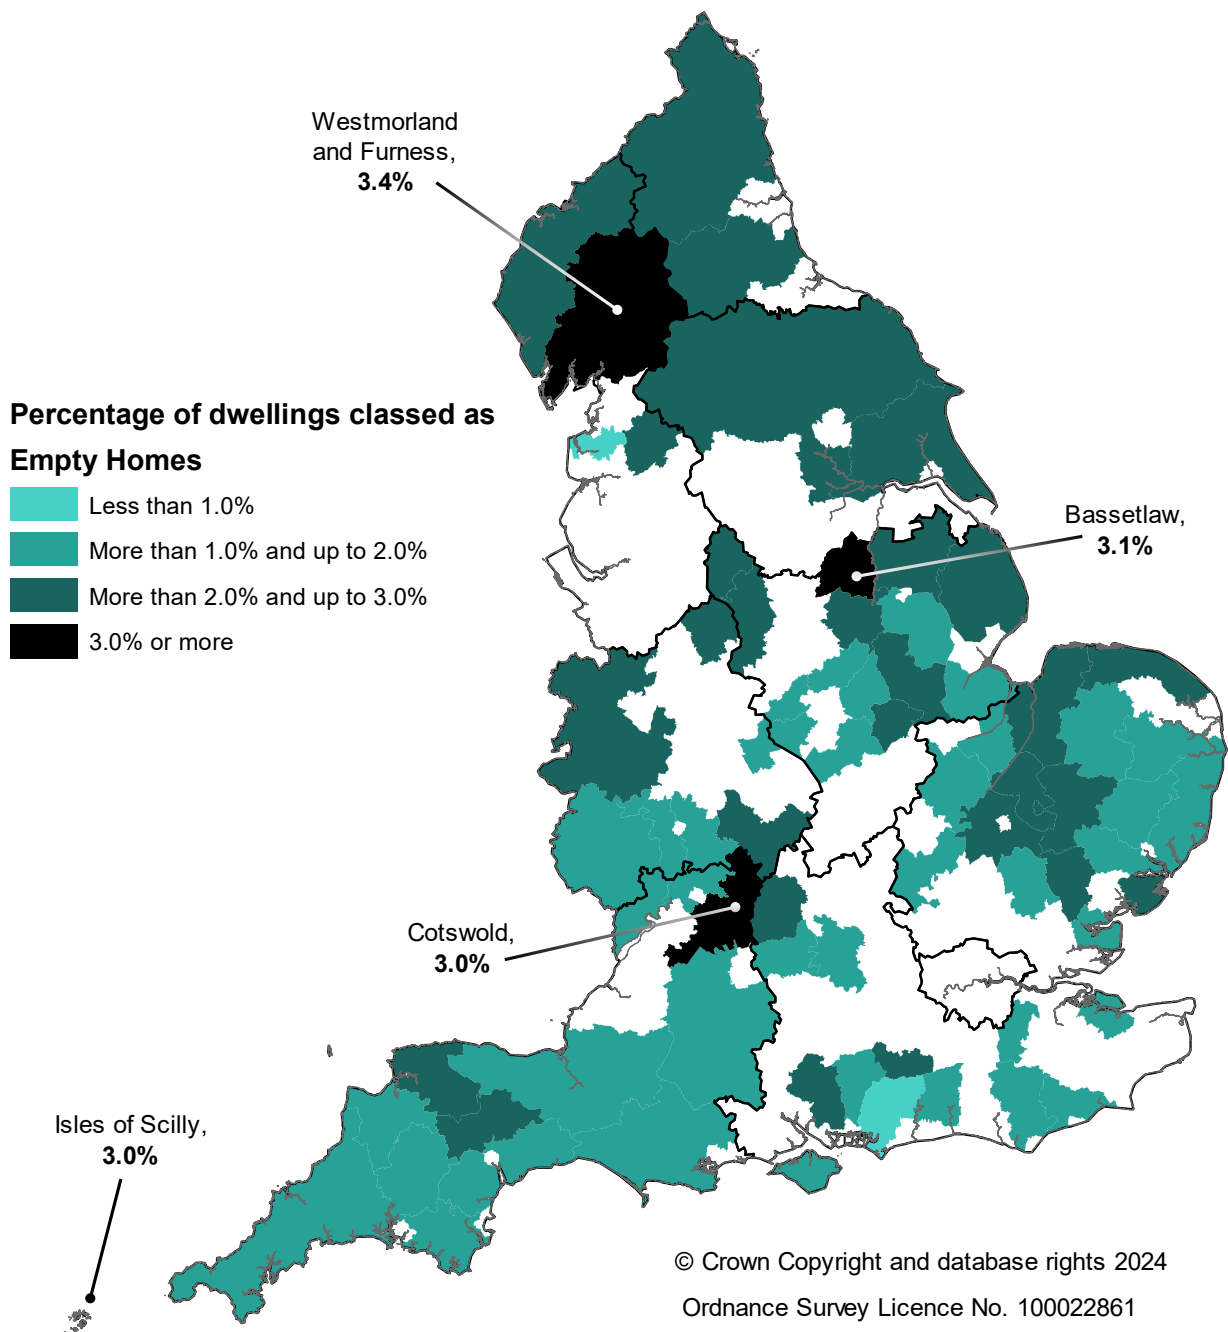 Westmorland
and Furness,
3.4%
Percentage of dwellings classed as
Empty Homes
Less than 1.0%
More than 1.0% and up to 2.0%
More than 2.0% and up to 3.0%
3.0% or more
Bassetlaw,
3.1%
Cotswold,
3.0%
Isles of Scilly,
3.0%
© Crown Copyright and database rights 2024
Ordnance Survey Licence No. 100022861